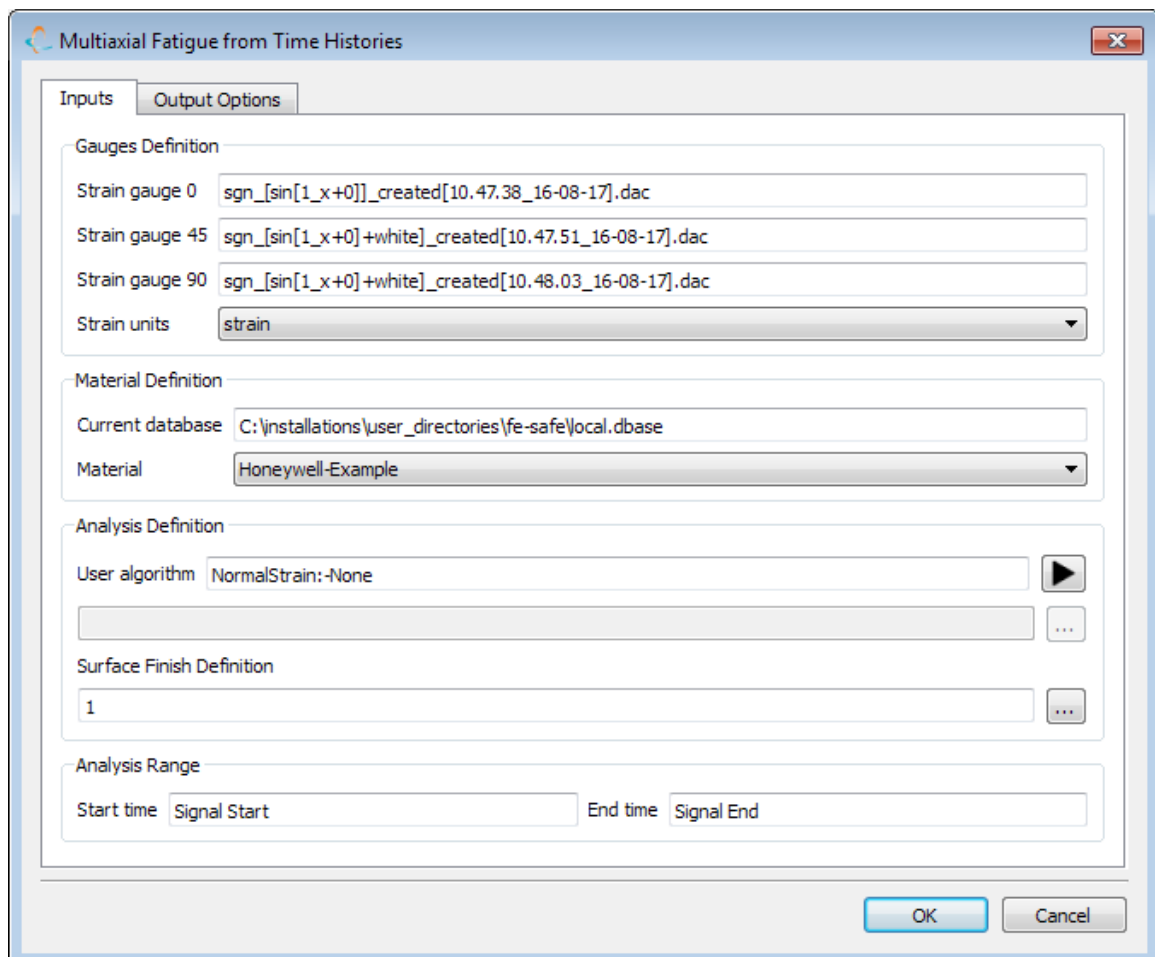 Multiaxial Fatigue from Time Histories
Inputs Output Options
Gauges Definition
Strain gauge 0 sgn_[sin[1_x+0]]_created[10.47.38_16-08-17].dac
Strain gauge 45 sgn_[sin[1_x+0]+white]_created[10.47.51_16-08-17].dac
Strain gauge 90 sgn_[sin[1_x+0]+white]_created[10.48.03_16-08-17].dac
Strain units strain
Material Definition
Current database C:\installations\user_directories\fe-safe\local.dbase
Material Honeywell-Example
Analysis Definition
User algorithm NormalStrain:-None
...
Surface Finish Definition
1 ...
Analysis Range
Start time Signal Start End time Signal End
OK Cancel